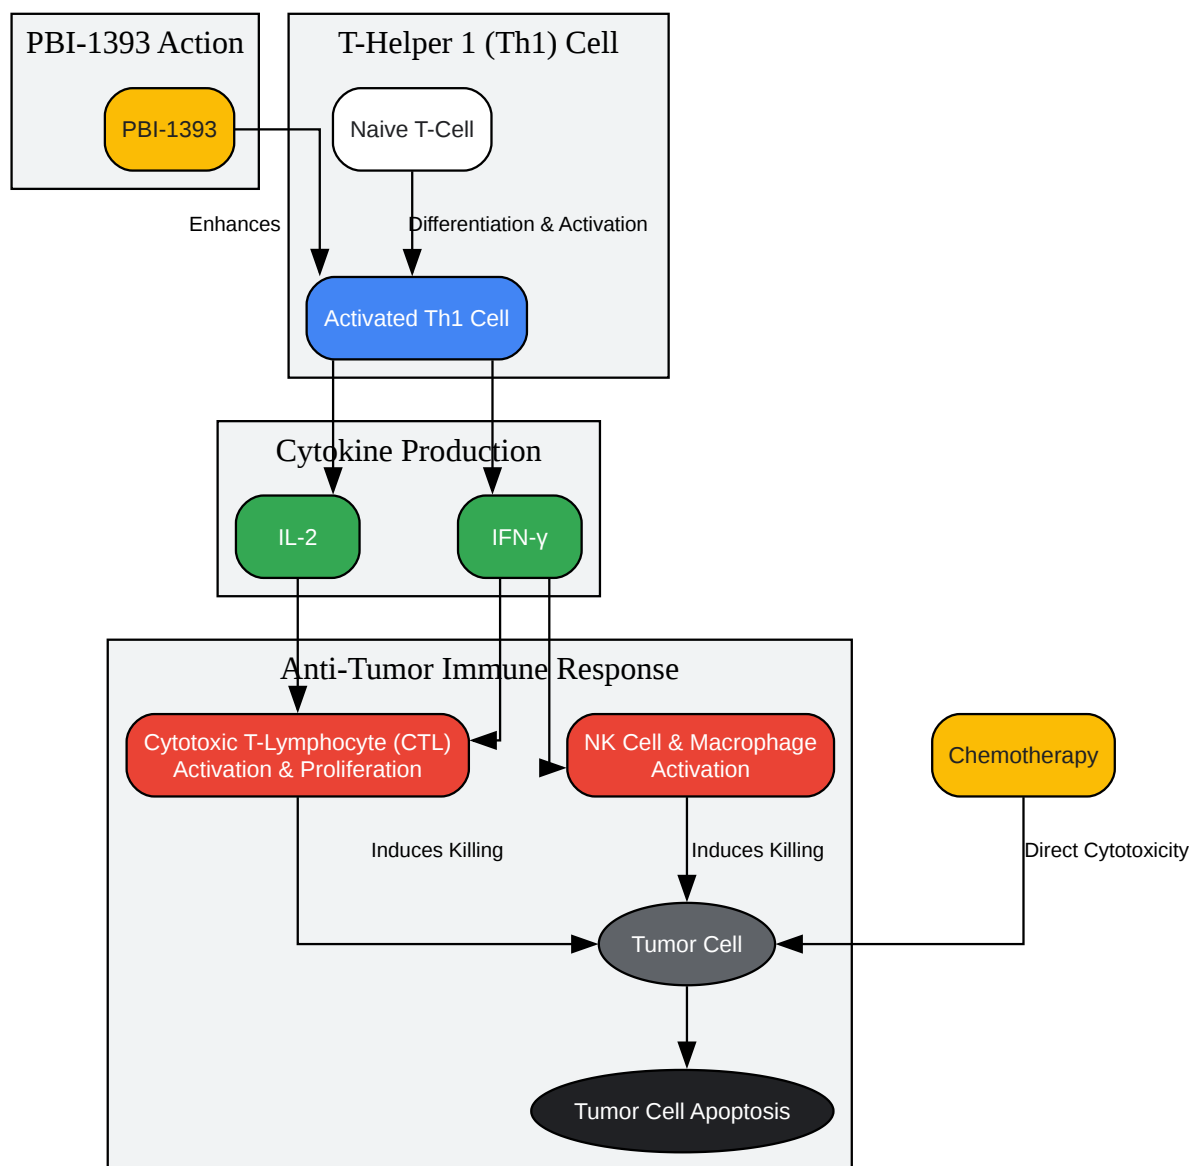 PBI-1393 Action
T-Helper 1 (Th1) Cell
PBI-1393
Naive T-Cell
Enhances
Differentiation & Activation
Activated Th1 Cell
Cytokine Production
IL-2
IFN-γ
Anti-Tumor Immune Response
Cytotoxic T-Lymphocyte (CTL)
Activation & Proliferation
NK Cell & Macrophage
Activation
Chemotherapy
Induces Killing
Induces Killing
Direct Cytotoxicity
Tumor Cell
Tumor Cell Apoptosis